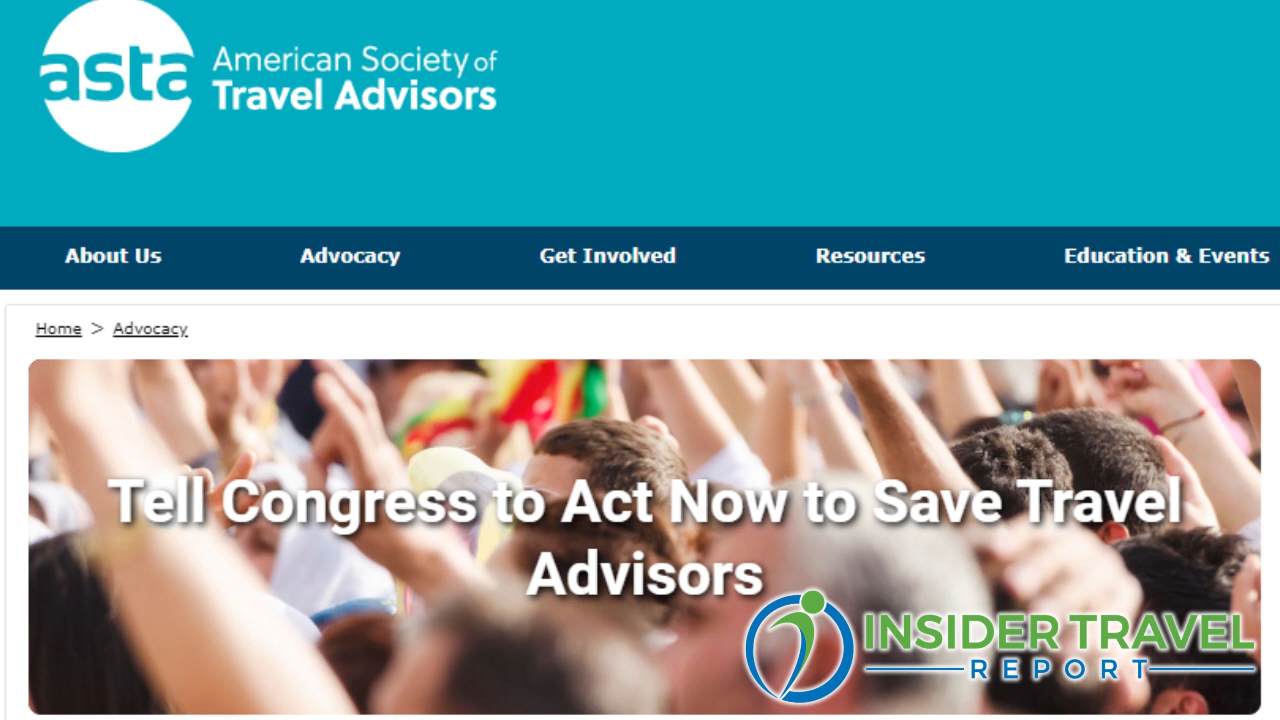 asta
American Society of
Travel Advisors
About Us
Advocacy
Get Involved
Resources
Education & Events
Home > Advocacy
Tell Congress to Act Now to Save Travel
Advisors
INSIDER TRAVEL
REPORT